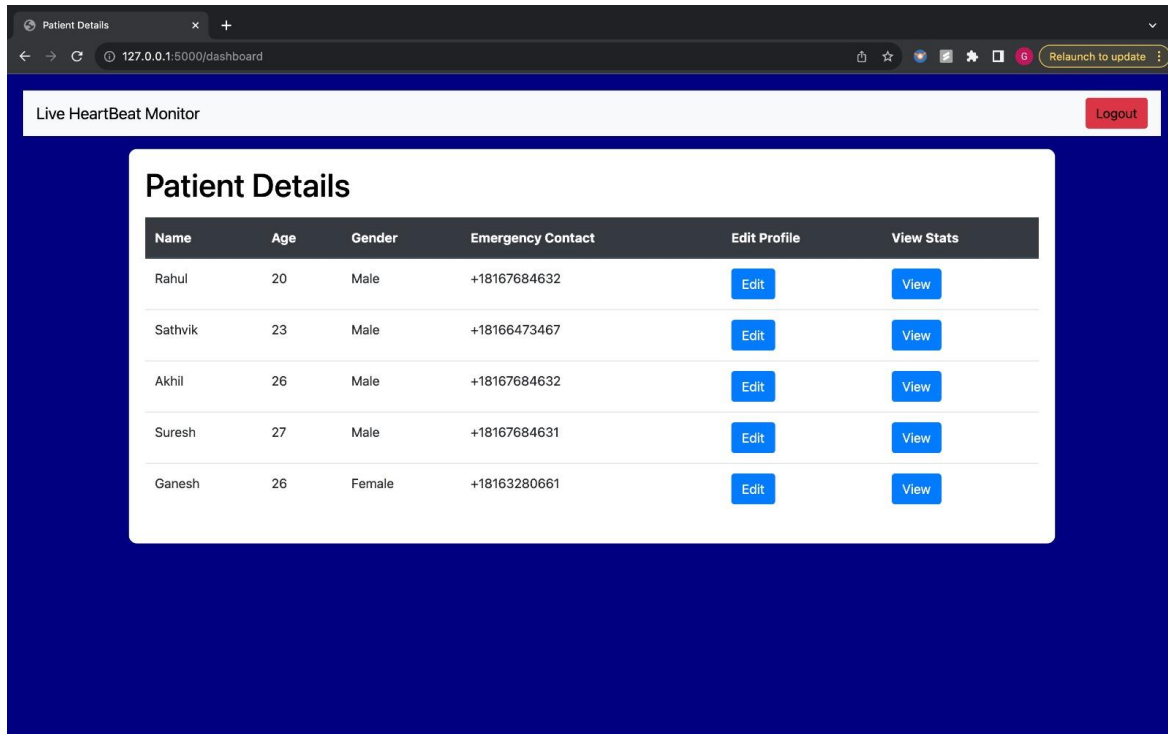 Patient Details
127.0.0.1:5000/dashboard
G
Relaunch to update
Live HeartBeat Monitor
Logout
Patient Details
Name Age Gender Emergency Contact Edit Profile View Stats
Rahul 20 Male +18167684632 Edit View
Sathvik 23 Male +18166473467 Edit View
Akhil 26 Male +18167684632 Edit View
Suresh 27 Male +18167684631 Edit View
Ganesh 26 Female +18163280661 Edit View